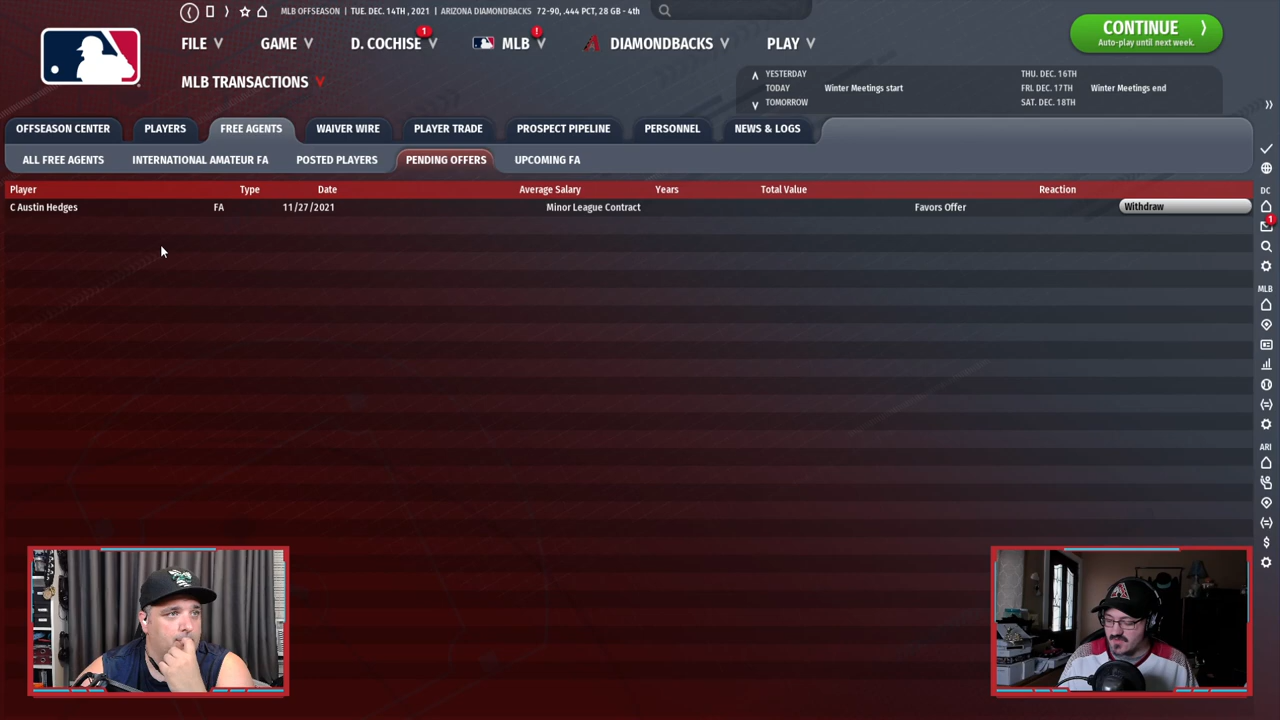 MLB OFFSEASON | TUE. DEC. 14TH , 2021 | ARIZONA DIAMONDBACKS 72-90, .444 PCT, 28 GB - 4th
FILE GAME D. COCHISE 1 MLB ! DIAMONDBACKS PLAY
CONTINUE
Auto-play until next week.
MLB TRANSACTIONS
YESTERDAY THU. DEC. 16TH
TODAY Winter Meetings start FRI. DEC. 17TH Winter Meetings end
TOMORROW SAT. DEC. 18TH
OFFSEASON CENTER PLAYERS FREE AGENTS WAIVER WIRE PLAYER TRADE PROSPECT PIPELINE PERSONNEL NEWS & LOGS
ALL FREE AGENTS INTERNATIONAL AMATEUR FA POSTED PLAYERS PENDING OFFERS UPCOMING FA
Player Type Date Average Salary Years Total Value Reaction
C Austin Hedges FA 11/27/2021 Minor League Contract Favors Offer Withdraw
DC
1
MLB
ARI